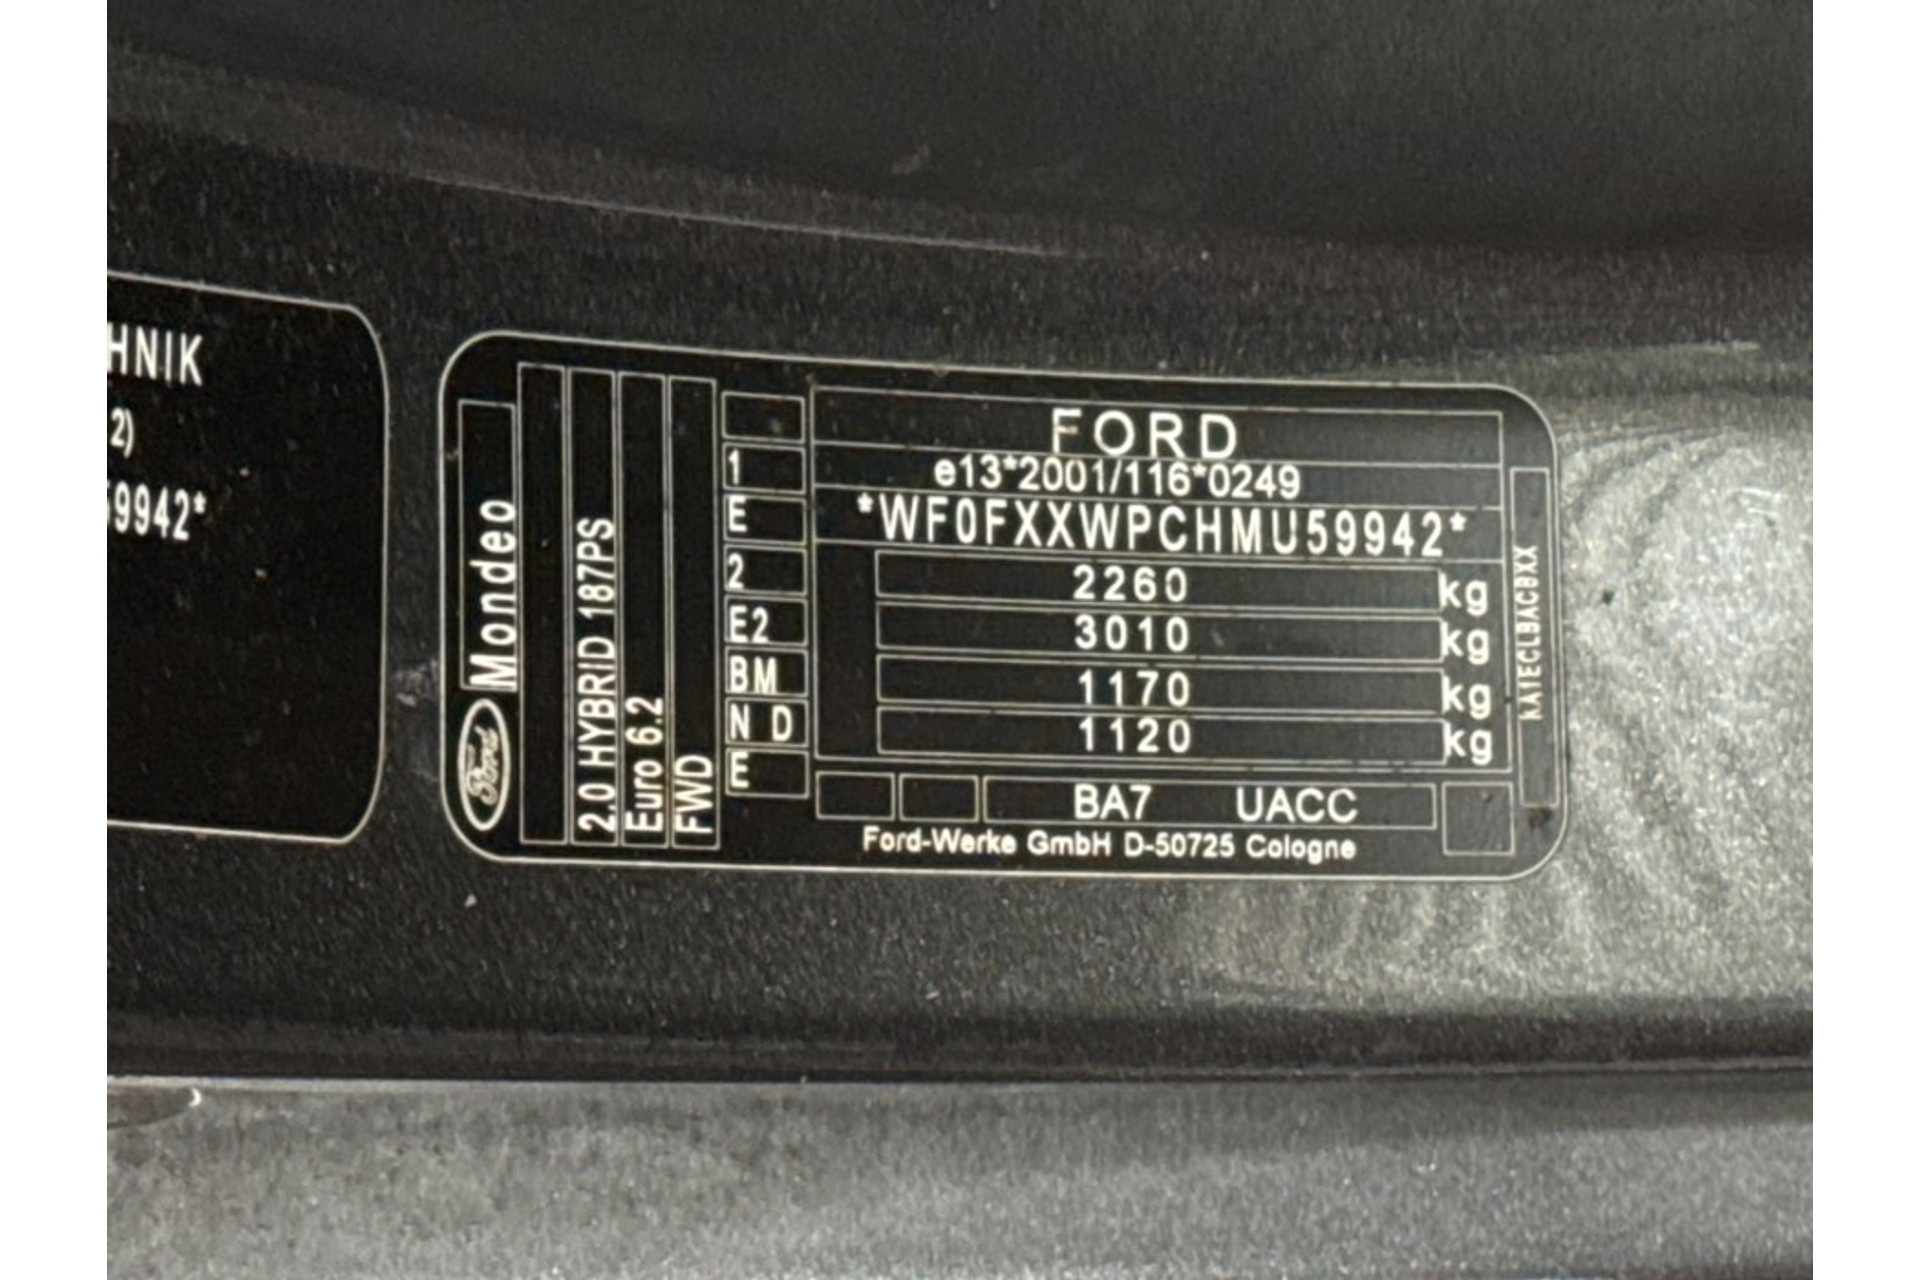 HNIK
2)
59942*
Ford
Mondeo
2.0 HYBRID 187PS
Euro 6.2
FWD
1
E
2
E2
BM
N D
E
FORD
e13*2001/116*0249
*WF0FXXWPCHMU59942*
2260 kg
3010 kg
1170 kg
1120 kg
BA7 UACC
Ford-Werke GmbH D-50725 Cologne